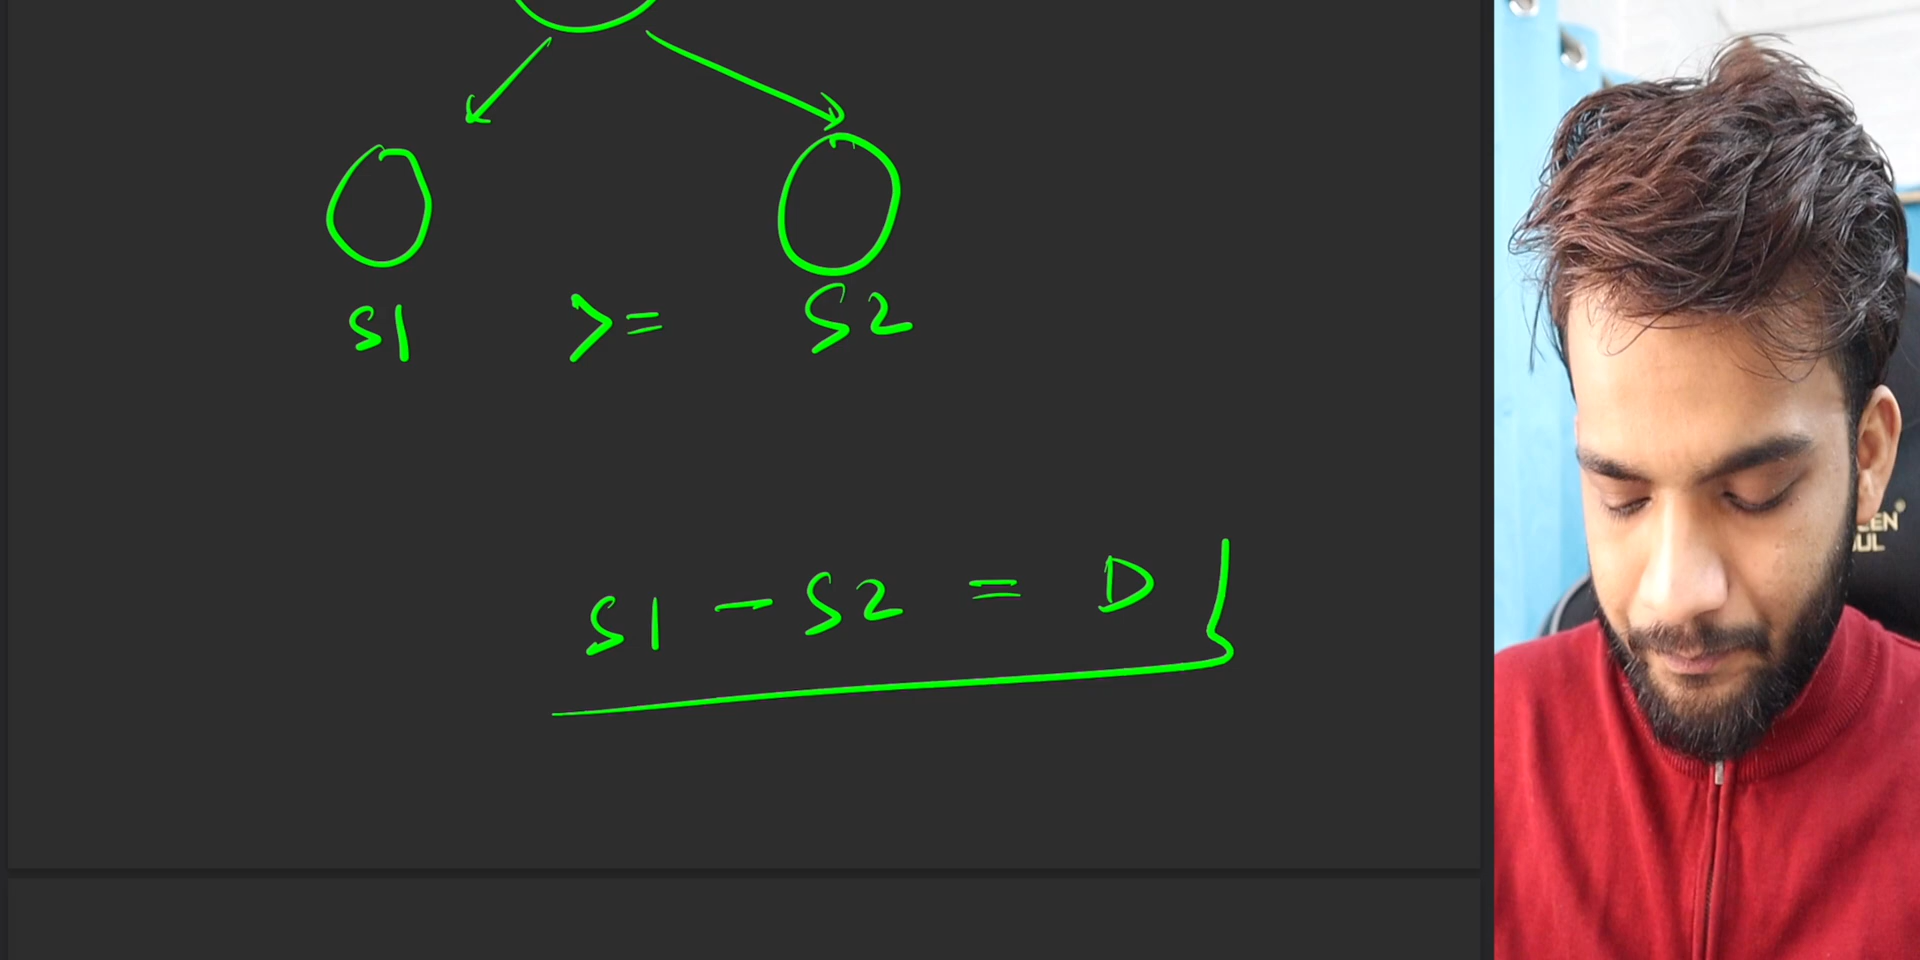 S1 >= S2
S1 - S2 = D